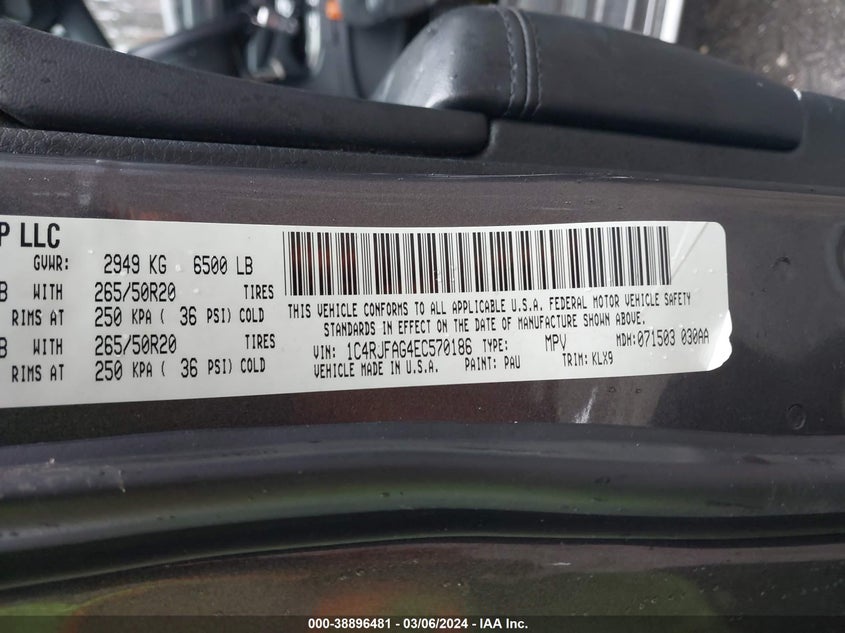 P LLC
GVWR: 2949 KG 6500 LB
B WITH 265/50R20 TIRES
RIMS AT 250 KPA ( 36 PSI) COLD
B WITH 265/50R20 TIRES
RIMS AT 250 KPA ( 36 PSI) COLD
THIS VEHICLE CONFORMS TO ALL APPLICABLE U.S.A. FEDERAL MOTOR VEHICLE SAFETY
STANDARDS IN EFFECT ON THE DATE OF MANUFACTURE SHOWN ABOVE.
VIN: 1C4RJFAG4EC570186 TYPE: MPV MDH:071503 030AA
VEHICLE MADE IN U.S.A. PAINT: PAU TRIM: KLX9
000-38896481 - 03/06/2024 - IAA Inc.